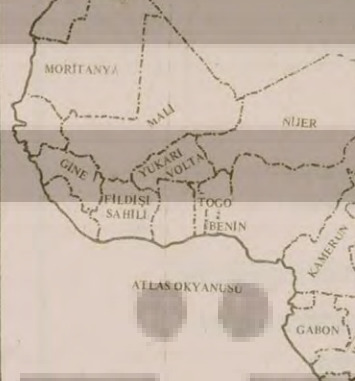 MORİTANYA
MALİ
NİJER
GİNE
YUKARI
VOLTA
FİLDİŞİ
SAHİLİ
TOGO
BENİN
KAMERUN
ATLAS OKYANUSU
GABON